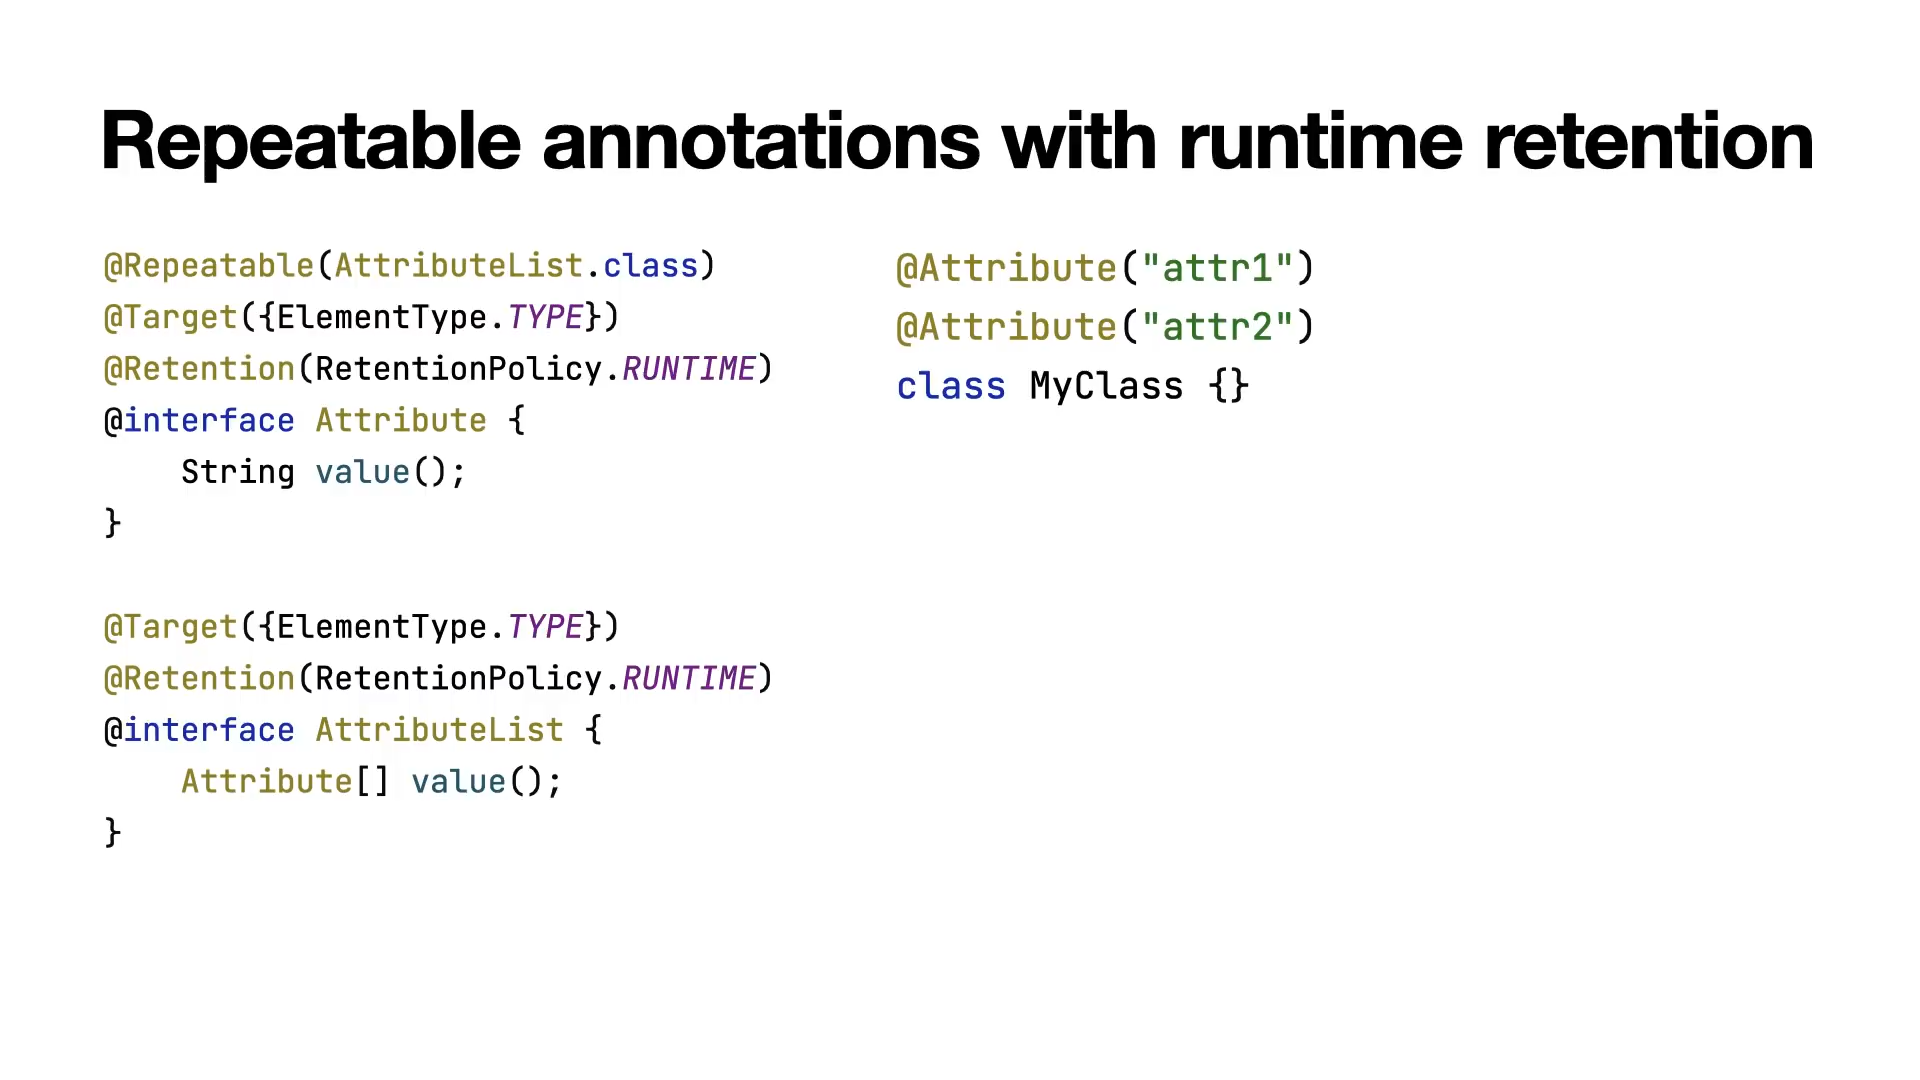 Repeatable annotations with runtime retention
@Repeatable(AttributeList.class)
@Target({ElementType.TYPE})
@Retention(RetentionPolicy.RUNTIME)
@interface Attribute {
    String value();
}

@Target({ElementType.TYPE})
@Retention(RetentionPolicy.RUNTIME)
@interface AttributeList {
    Attribute[] value();
}
@Attribute("attr1")
@Attribute("attr2")
class MyClass {}